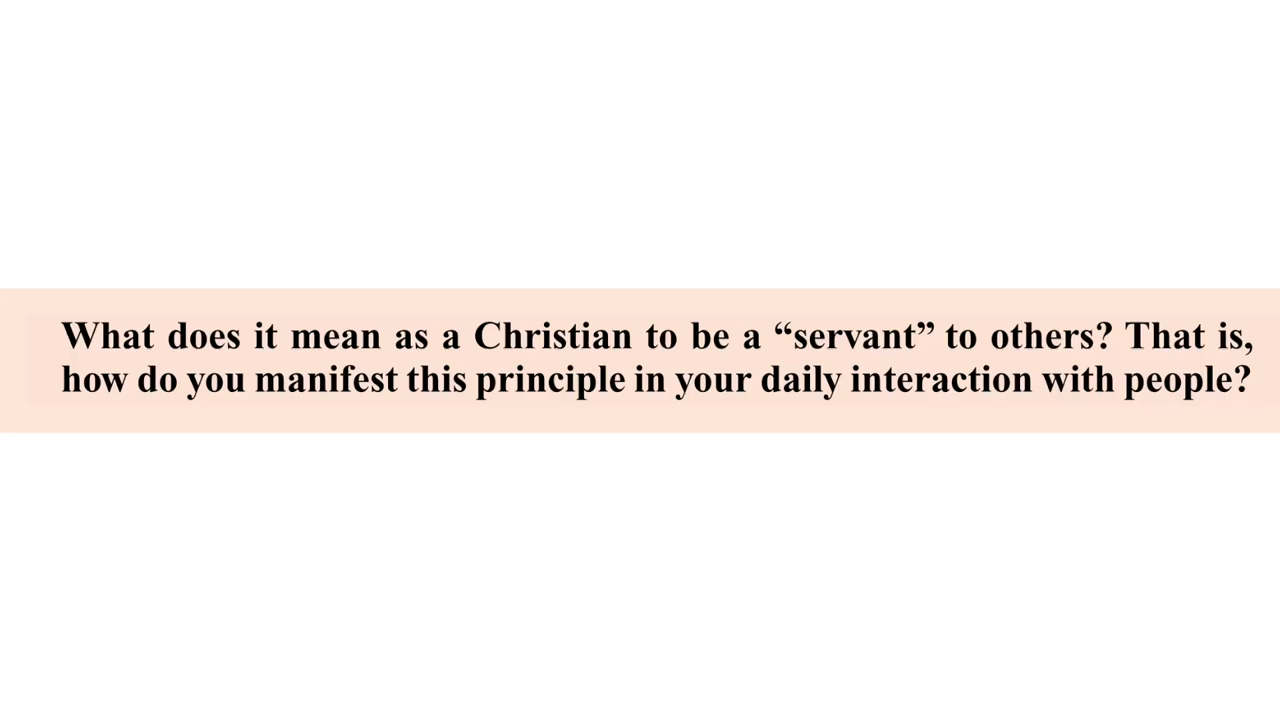 What does it mean as a Christian to be a “servant” to others? That is,
how do you manifest this principle in your daily interaction with people?